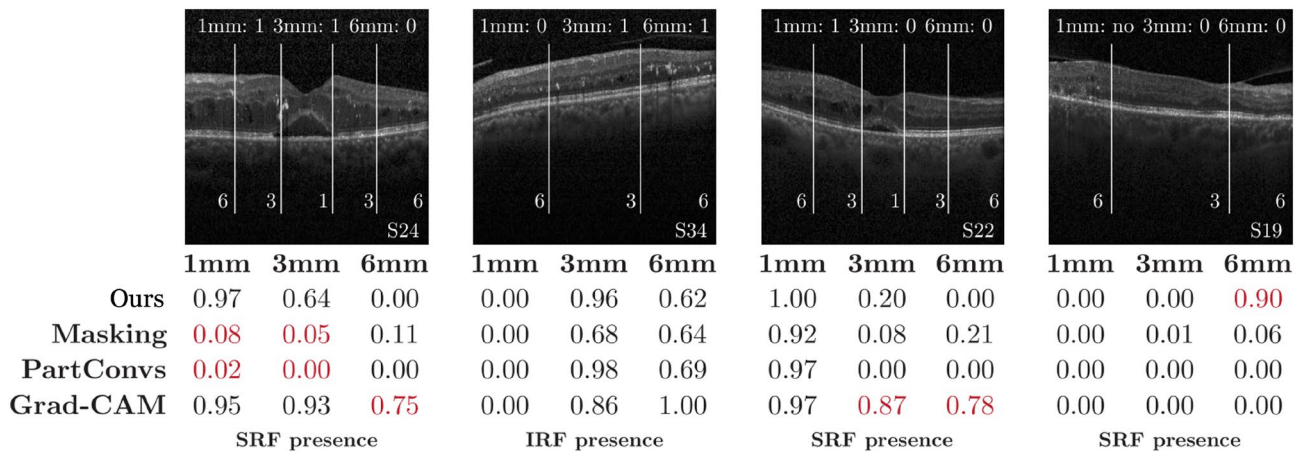 1mm: 1 3mm: 1 6mm: 0
1mm: 0 3mm: 1 6mm: 1
1mm: 1 3mm: 0 6mm: 0
1mm: no 3mm: 0 6mm: 0
6 3 1 3 6
6 3 6
6 3 1 3 6
6 3 6
S24
S34
S22
S19
1mm 3mm 6mm 1mm 3mm 6mm 1mm 3mm 6mm 1mm 3mm 6mm
Ours 0.97 0.64 0.00 0.00 0.96 0.62 1.00 0.20 0.00 0.00 0.00 0.90
Masking 0.08 0.05 0.11 0.00 0.68 0.64 0.92 0.08 0.21 0.00 0.01 0.06
PartConvs 0.02 0.00 0.00 0.00 0.98 0.69 0.97 0.00 0.00 0.00 0.00 0.00
Grad-CAM 0.95 0.93 0.75 0.00 0.86 1.00 0.97 0.87 0.78 0.00 0.00 0.00
SRF presence IRF presence SRF presence SRF presence